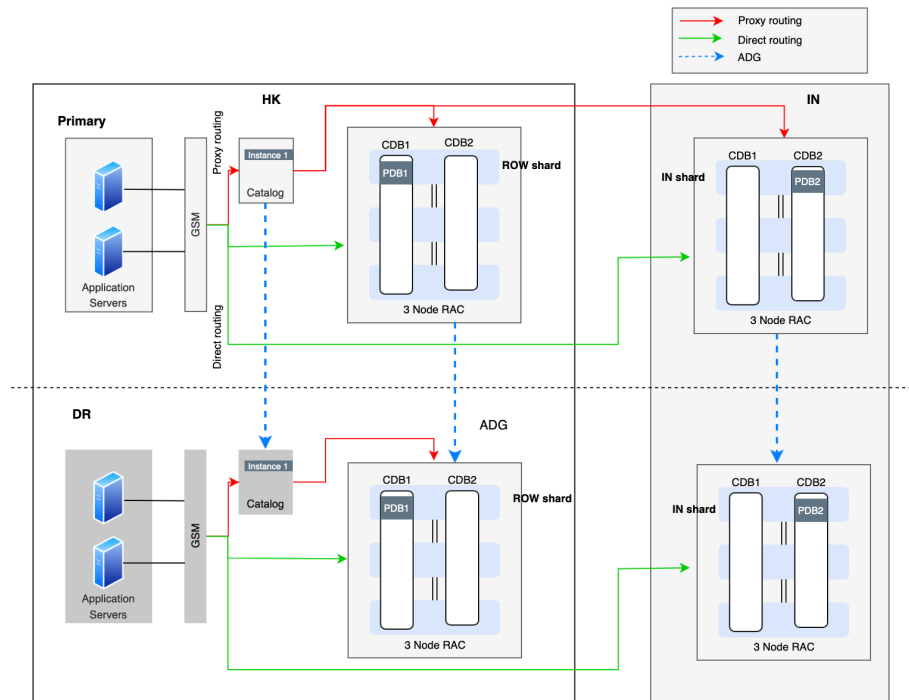 Proxy routing
Direct routing
ADG
HK
IN
Primary
Proxy routing
Instance 1
Catalog
GSM
Application
Servers
Direct routing
CDB1
CDB2
ROW shard
PDB1
3 Node RAC
CDB1
CDB2
IN shard
PDB2
3 Node RAC
DR
ADG
Instance 1
Catalog
GSM
Application
Servers
CDB1
CDB2
ROW shard
PDB1
3 Node RAC
CDB1
CDB2
IN shard
PDB2
3 Node RAC